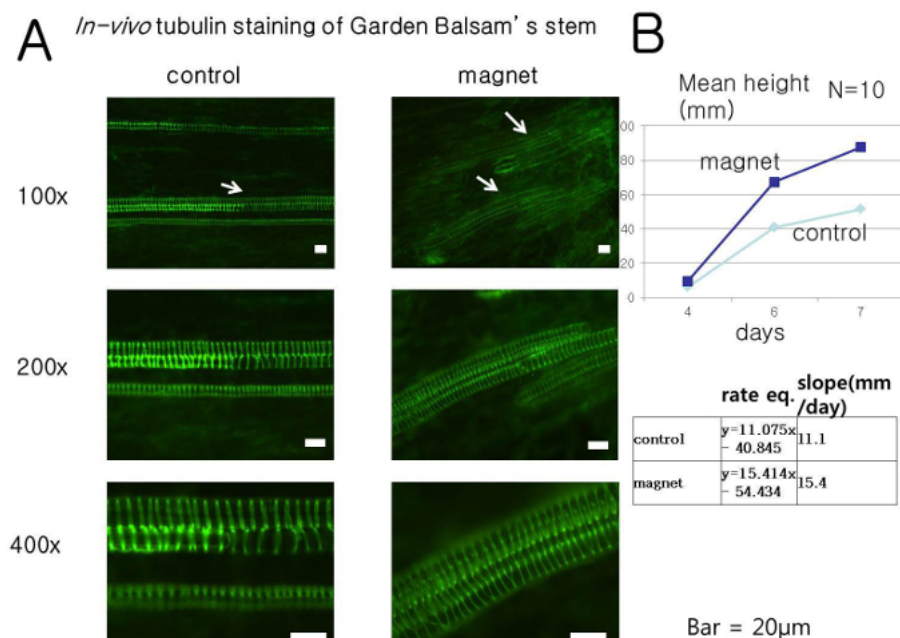 A In-vivo tubulin staining of Garden Balsam's stem
control magnet
100x
200x
400x
B
Mean height
(mm) N=10
00
80
60
40
20
0
magnet
control
4 6 7
days
rate eq. slope(mm
/day)
control y=11.075x
- 40.845 11.1
magnet y=15.414x
- 54.434 15.4
Bar = 20μm